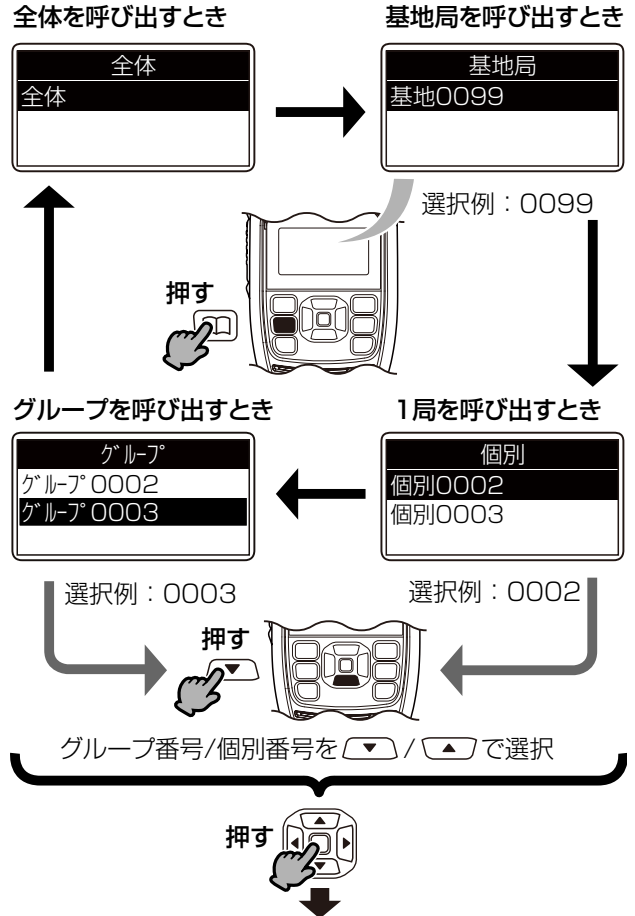 全体を呼び出すとき
基地局を呼び出すとき
全体
全体
基地局
基地0099
選択例：0099
押す
グループを呼び出すとき
1局を呼び出すとき
ｸﾞﾙｰﾌﾟ
ｸﾞﾙｰﾌﾟ0002
ｸﾞﾙｰﾌﾟ0003
個別
個別0002
個別0003
選択例：0003
選択例：0002
押す
グループ番号/個別番号を▼/▲で選択
押す